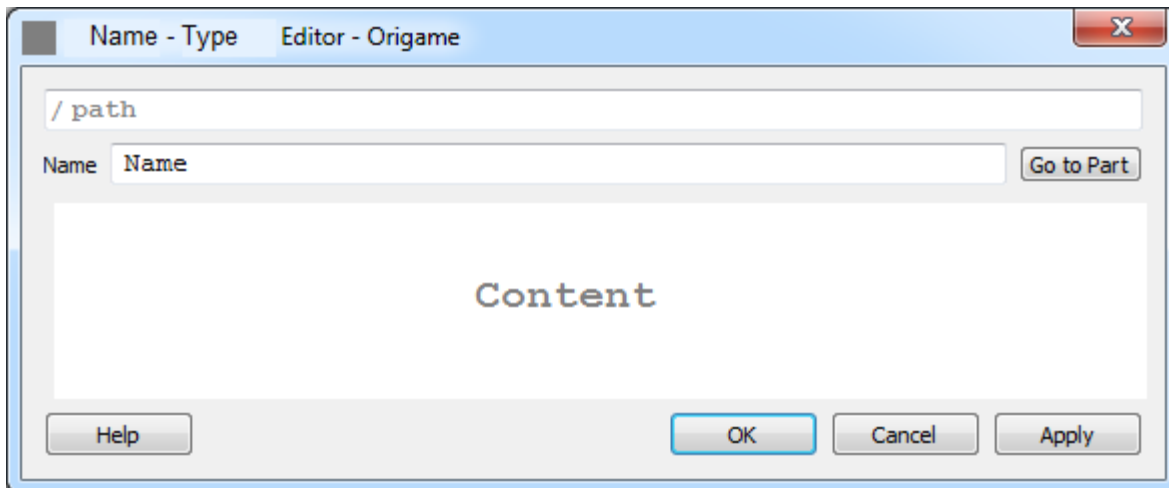 Name - Type Editor - Origame
/ path
Name Name Go to Part
Content
Help OK Cancel Apply